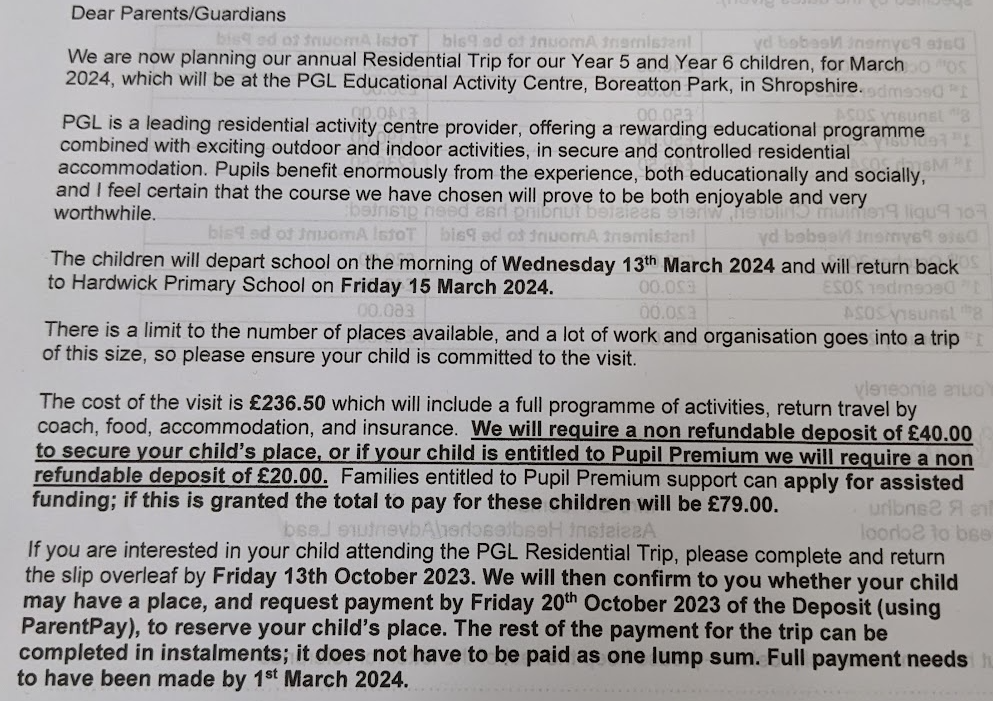 Dear Parents/Guardians
We are now planning our annual Residential Trip for our Year 5 and Year 6 children, for March
2024, which will be at the PGL Educational Activity Centre, Boreatton Park, in Shropshire.
PGL is a leading residential activity centre provider, offering a rewarding educational programme
combined with exciting outdoor and indoor activities, in secure and controlled residential
accommodation. Pupils benefit enormously from the experience, both educationally and socially,
and I feel certain that the course we have chosen will prove to be both enjoyable and very
worthwhile.
The children will depart school on the morning of Wednesday 13th March 2024 and will return back
to Hardwick Primary School on Friday 15 March 2024.
There is a limit to the number of places available, and a lot of work and organisation goes into a trip
of this size, so please ensure your child is committed to the visit.
The cost of the visit is £236.50 which will include a full programme of activities, return travel by
coach, food, accommodation, and insurance. We will require a non refundable deposit of £40.00
to secure your child's place, or if your child is entitled to Pupil Premium we will require a non
refundable deposit of £20.00. Families entitled to Pupil Premium support can apply for assisted
funding; if this is granted the total to pay for these children will be £79.00.
If you are interested in your child attending the PGL Residential Trip, please complete and return
the slip overleaf by Friday 13th October 2023. We will then confirm to you whether your child
may have a place, and request payment by Friday 20th October 2023 of the Deposit (using
ParentPay), to reserve your child's place. The rest of the payment for the trip can be
completed in instalments; it does not have to be paid as one lump sum. Full payment needs
to have been made by 1st March 2024.